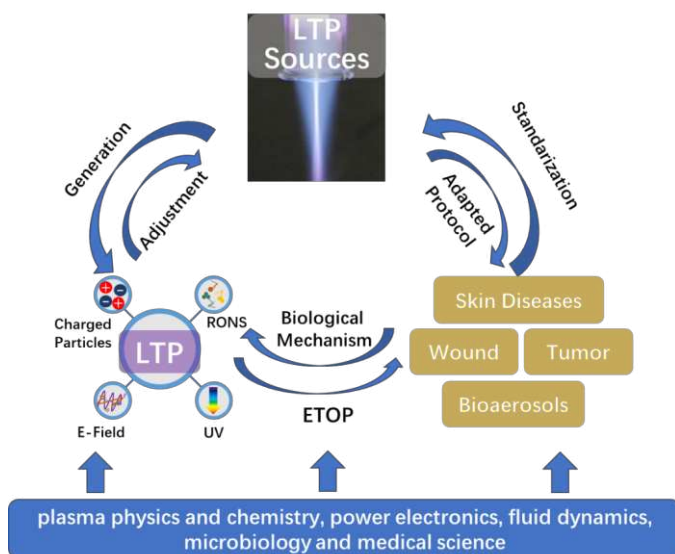 LTP
Sources
Generation
Adjustment
Standarization
Adapted
Protocol
Charged
Particles
RONS
LTP
E-Field
UV
Biological
Mechanism
ETOP
Skin Diseases
Wound
Tumor
Bioaerosols
plasma physics and chemistry, power electronics, fluid dynamics,
microbiology and medical science